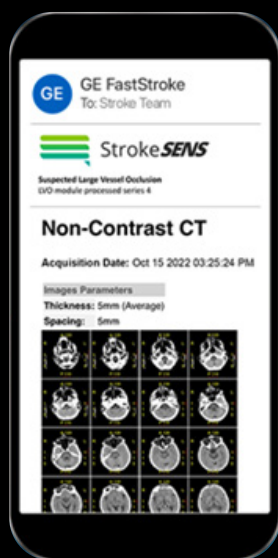 GE
GE FastStroke
To: Stroke Team
StrokeSENS
Suspected Large Vessel Occlusion
LVO module processed series 4
Non-Contrast CT
Acquisition Date: Oct 15 2022 03:25:24 PM
Images Parameters
Thickness: 5mm (Average)
Spacing: 5mm